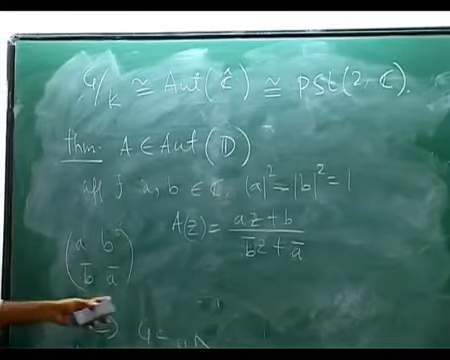 G/K ≅ Aut(Ĉ) ≅ PSL(2, ℂ).
thm. A ∈ Aut(𝔻)
iff ∃ a, b ∈ ℂ, |a|² = |b|² = 1
A(z) = (az + b)/(b̄z + ā)
(a b
b̄ ā)